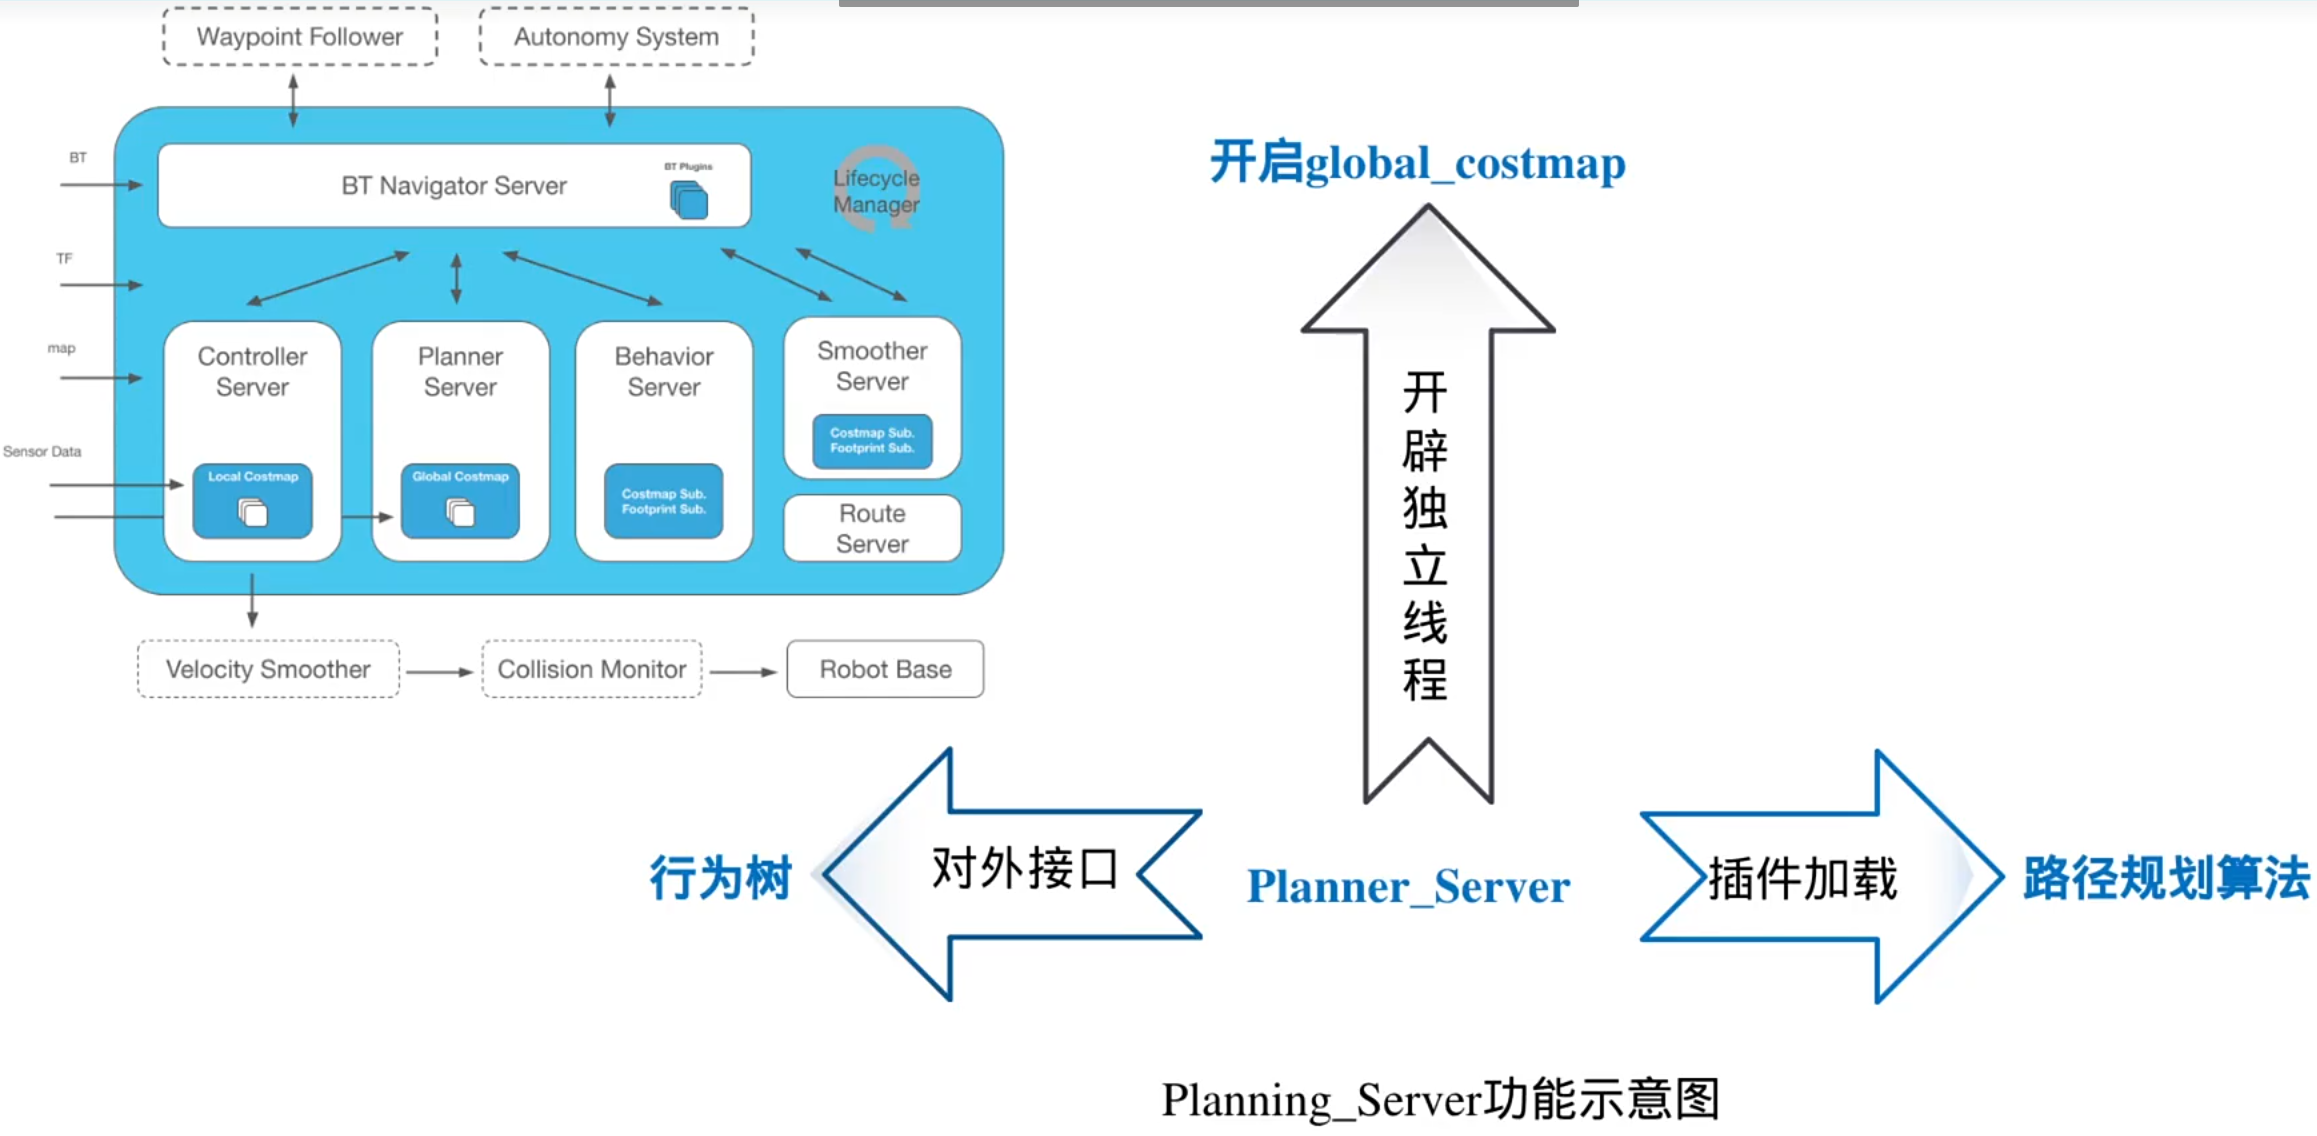 Waypoint Follower
Autonomy System
BT
BT Navigator Server
BT Plugins
Lifecycle
Manager
TF
map
Sensor Data
Controller
Server
Local Costmap
Planner
Server
Global Costmap
Behavior
Server
Costmap Sub.
Footprint Sub.
Smoother
Server
Costmap Sub.
Footprint Sub.
Route
Server
Velocity Smoother
Collision Monitor
Robot Base
开启global_costmap
开辟独立线程
行为树
对外接口
Planner_Server
插件加载
路径规划算法
Planning_Server功能示意图